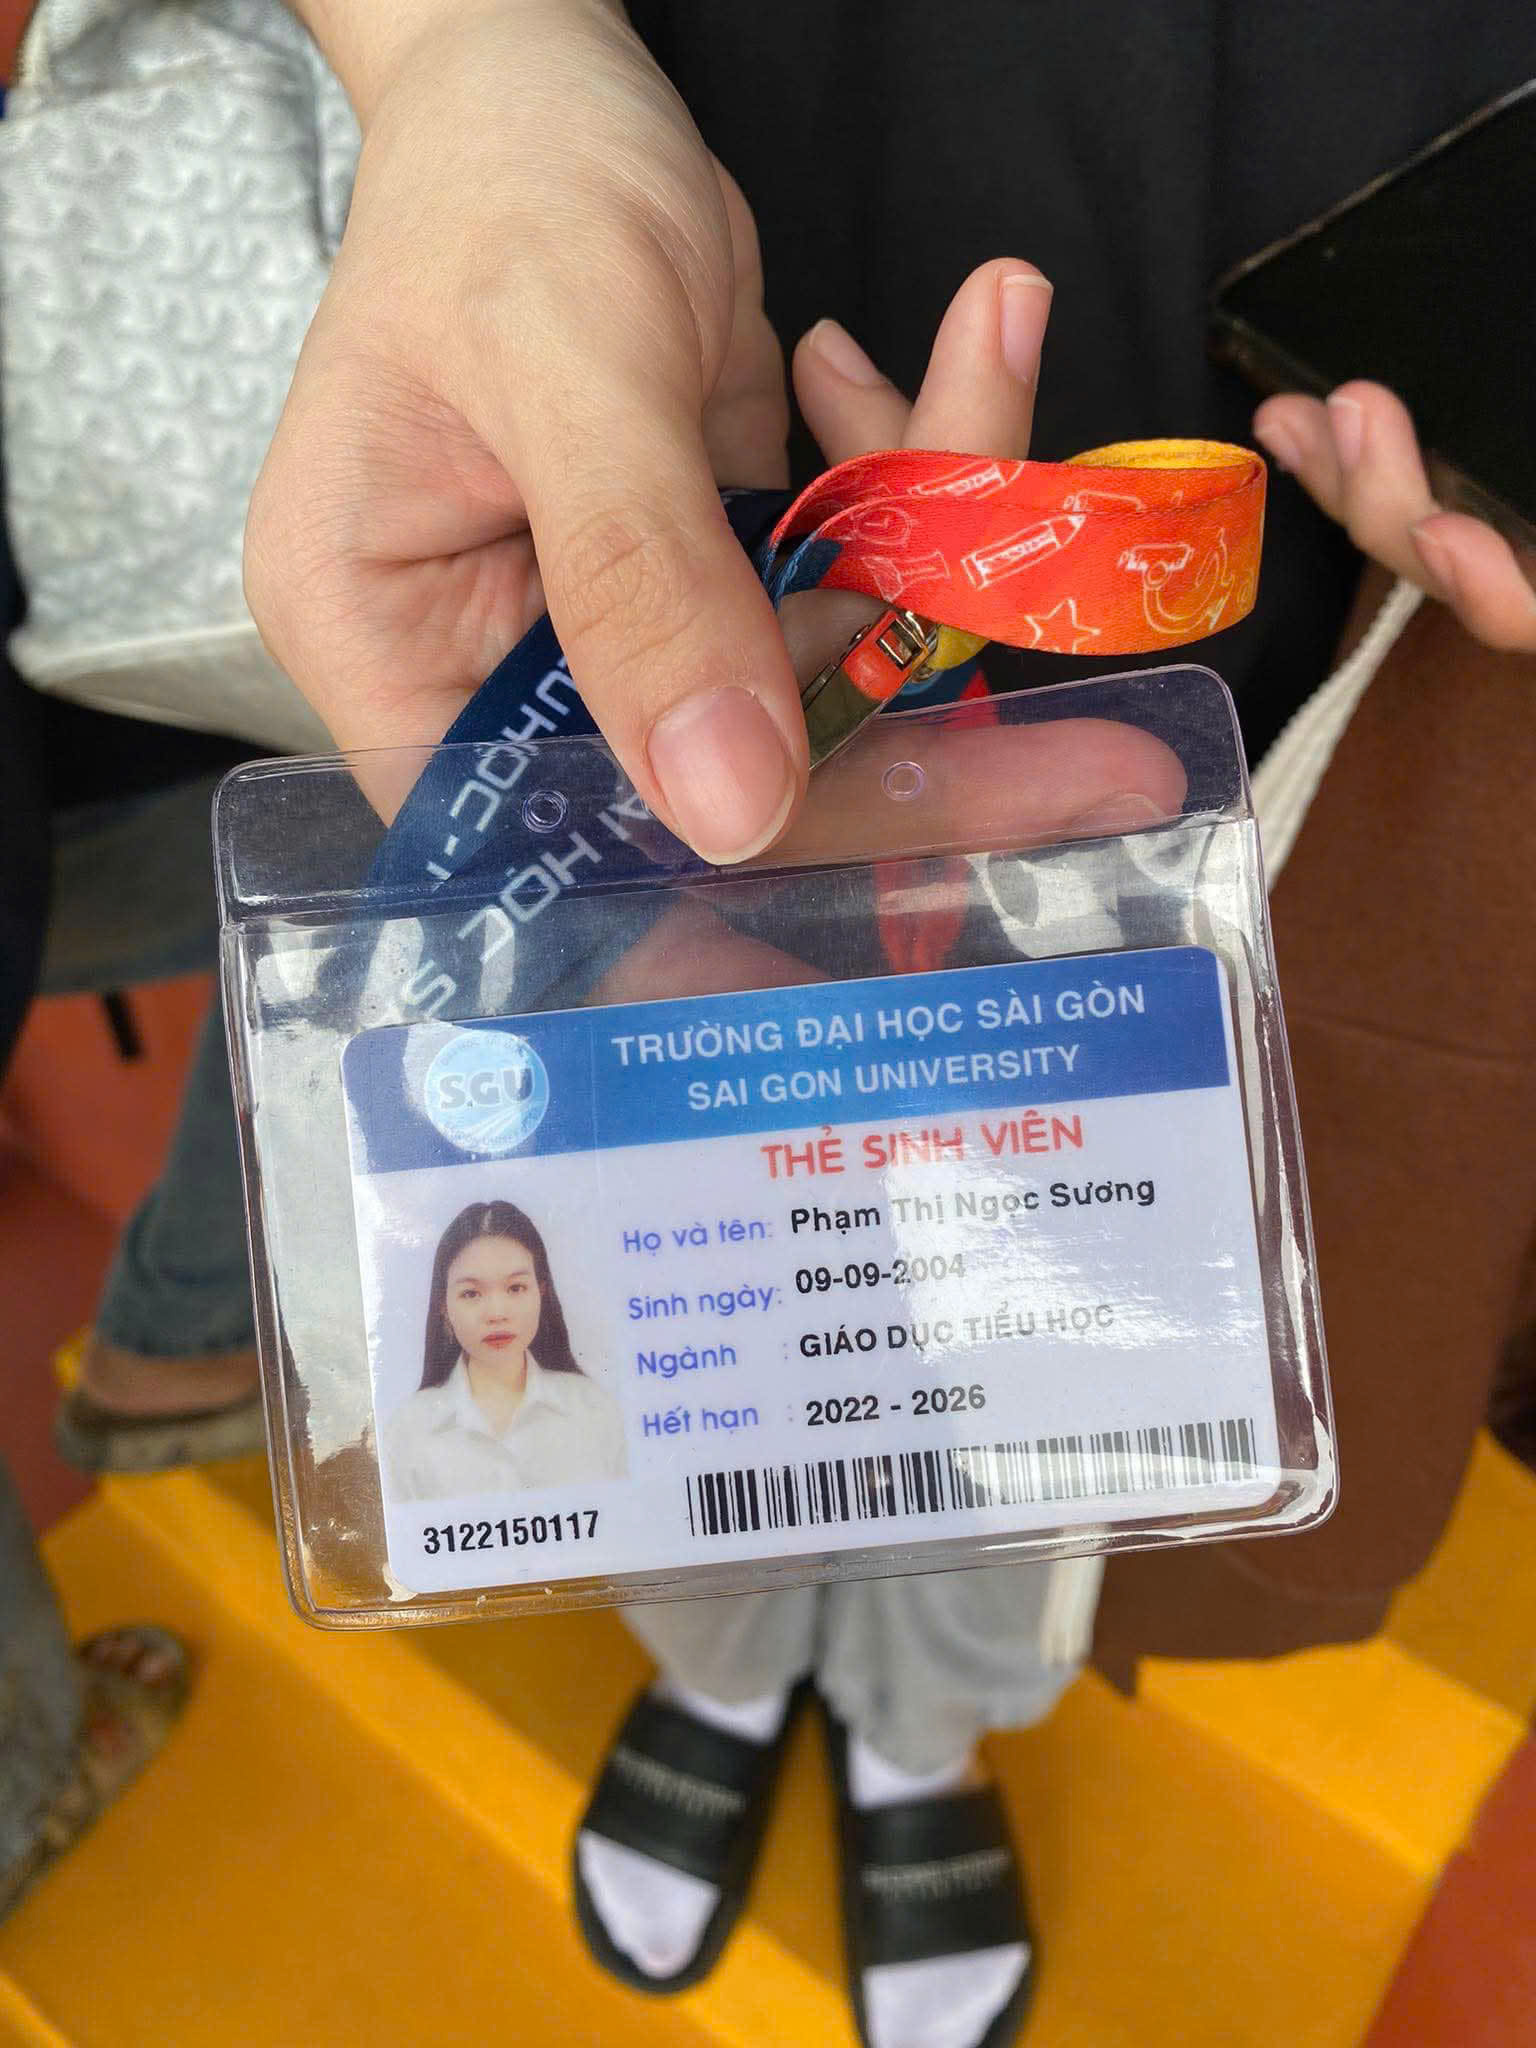 TRƯỜNG ĐẠI HỌC SÀI GÒN
SAI GON UNIVERSITY
SGU
THẺ SINH VIÊN
Họ và tên: Phạm Thị Ngọc Sương
Sinh ngày: 09-09-2004
Ngành : GIÁO DỤC TIỂU HỌC
Hết hạn : 2022 - 2026
3122150117